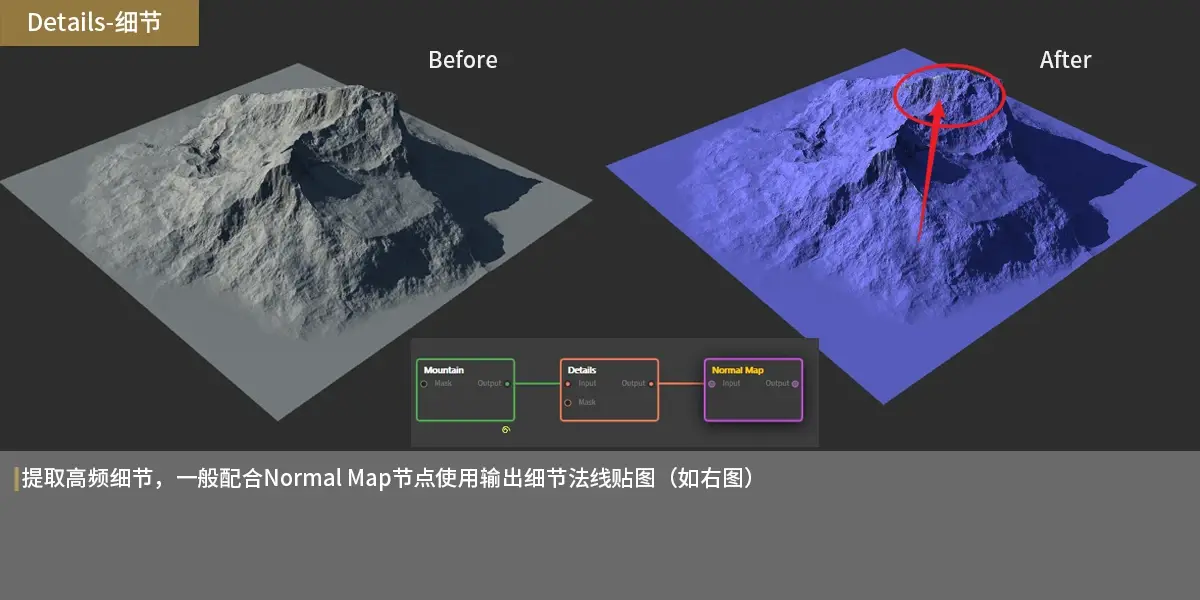 Details-细节
Before
After
Mountain
Details
Normal Map
Mask
Output
Input
Output
Input
Output
Mask
提取高频细节，一般配合Normal Map节点使用输出细节法线贴图（如右图）